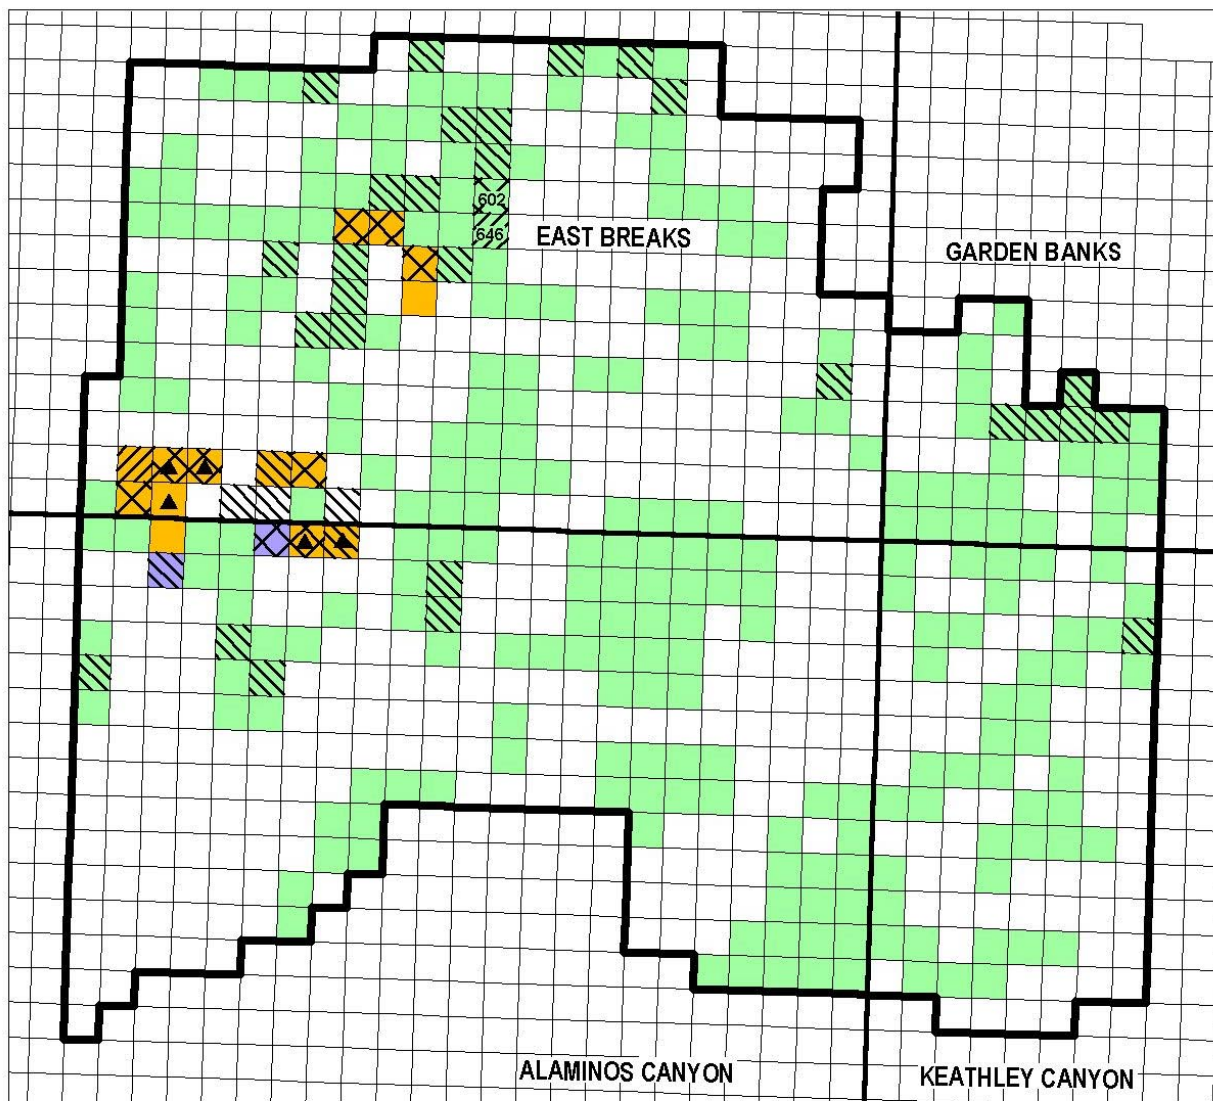 602
646
EAST BREAKS
GARDEN BANKS
ALAMINOS CANYON
KEATHLEY CANYON